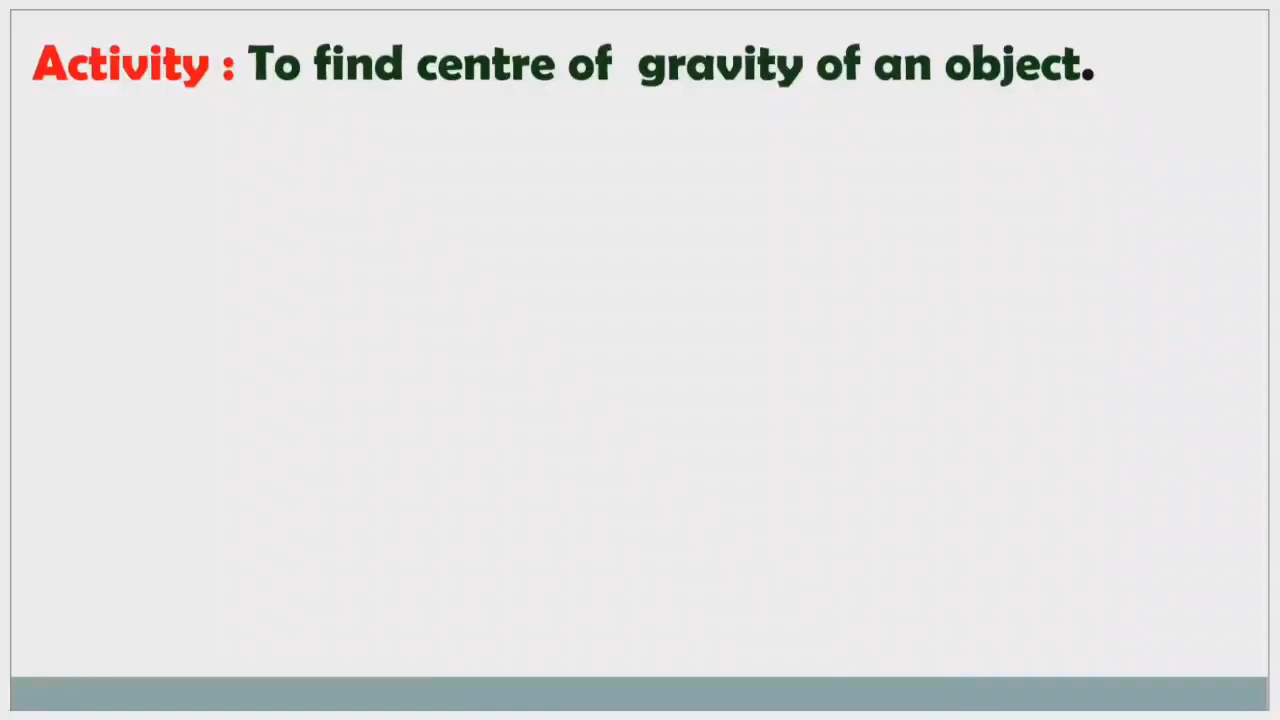 Activity : To find centre of  gravity of an object.